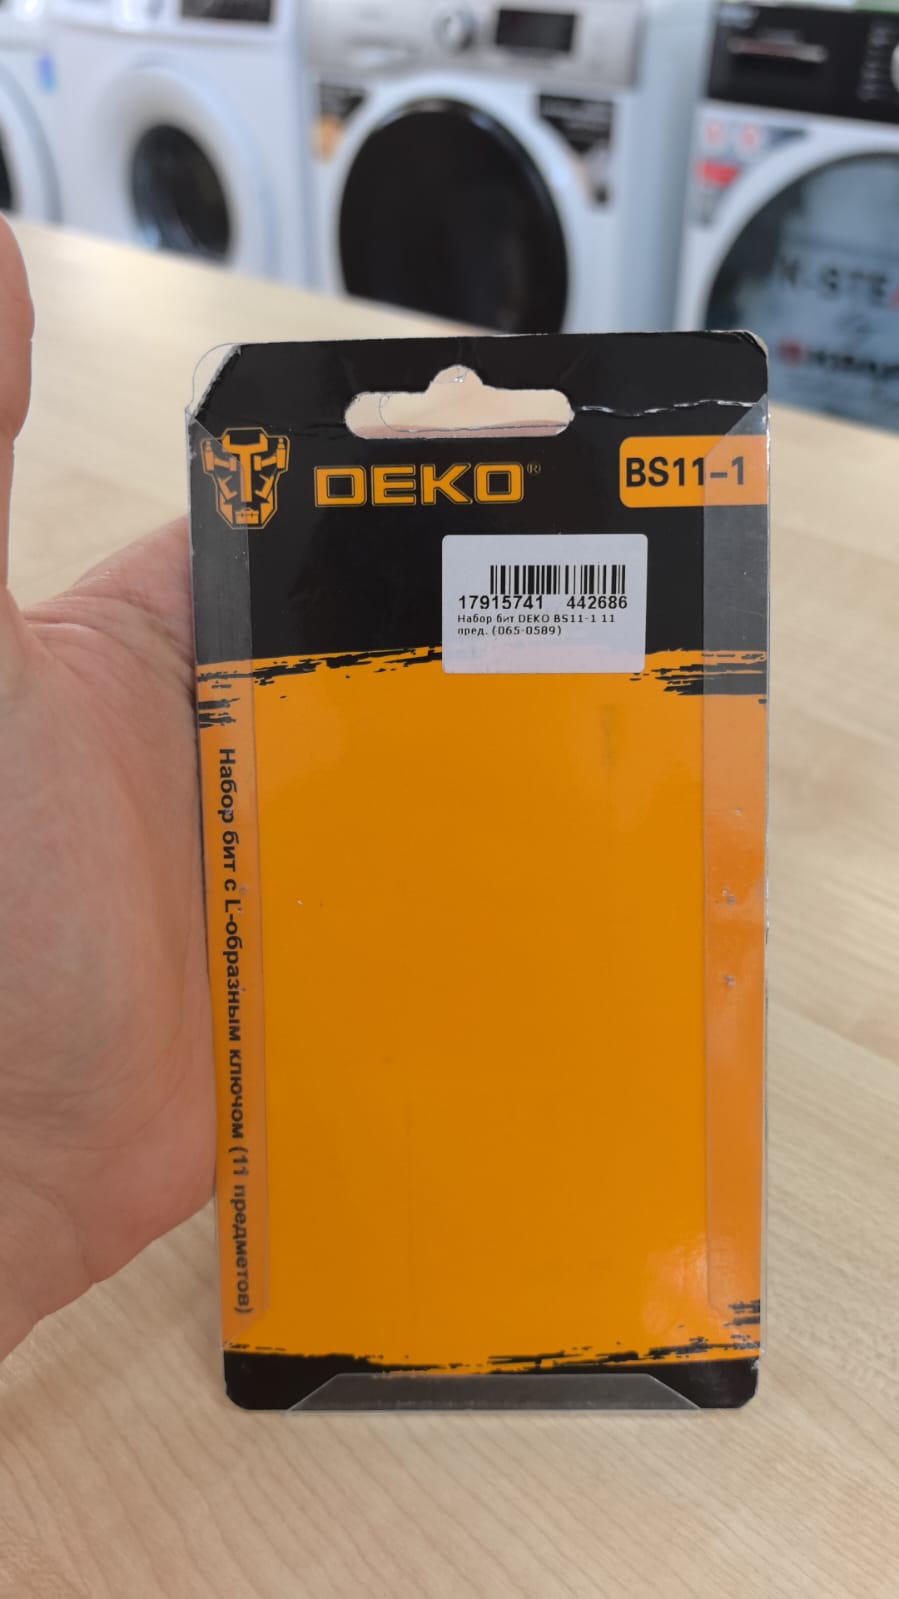 DEKO®
BS11-1
17915741 442686
Набор бит DEKO BS11-1 11
пред. (065-0589)
Набор бит с L-образным ключом (11 предметов)